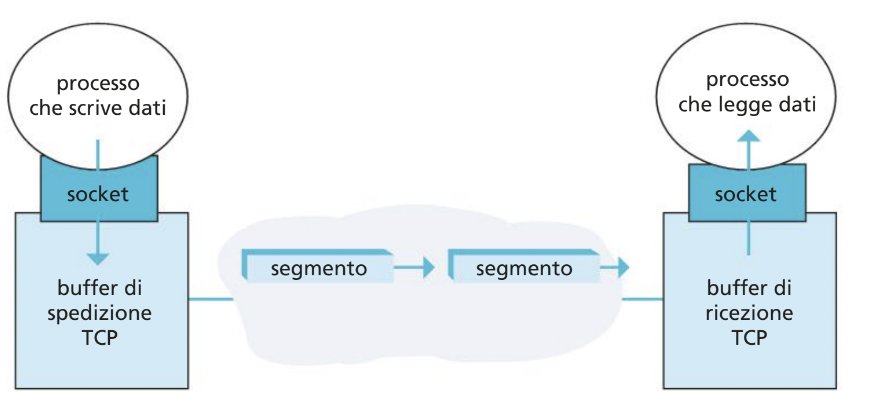 processo
che scrive dati
socket
buffer di
spedizione
TCP
segmento
segmento
processo
che legge dati
socket
buffer di
ricezione
TCP